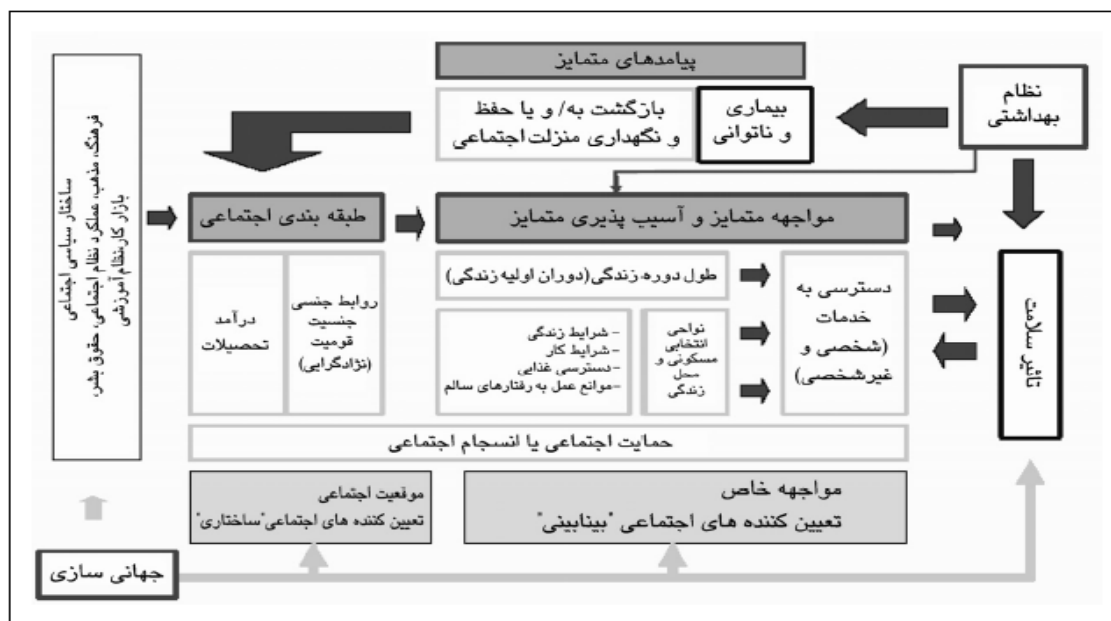 پیامدهای متمایز
نظام
بهداشتی
بیماری
و ناتوانی
بازگشت به/ و یا حفظ
و نگهداری منزلت اجتماعی
ساختار سیاسی اجتماعی
فرهنگ، مذهب، عملکرد نظام اجتماعی، حقوق بشر،
بازار کار،نظام آموزشی
طبقه بندی اجتماعی
مواجهه متمایز و آسیب پذیری متمایز
روابط جنسی
جنسیت
قومیت
(نژادگرایی)
درآمد
تحصیلات
طول دوره زندگی(دوران اولیه زندگی)
-شرایط زندگی
-شرایط کار
-دسترسی غذایی
-موانع عمل به رفتارهای سالم
نواحی
انتخابی
مسکونی و
محل
زندگی
دسترسی به
خدمات
(شخصی و
غیرشخصی)
تاثیر سلامت
حمایت اجتماعی یا انسجام اجتماعی
موقعیت اجتماعی
تعیین کننده های اجتماعی"ساختاری"
مواجهه خاص
تعیین کننده های اجتماعی "بینابینی"
جهانی سازی